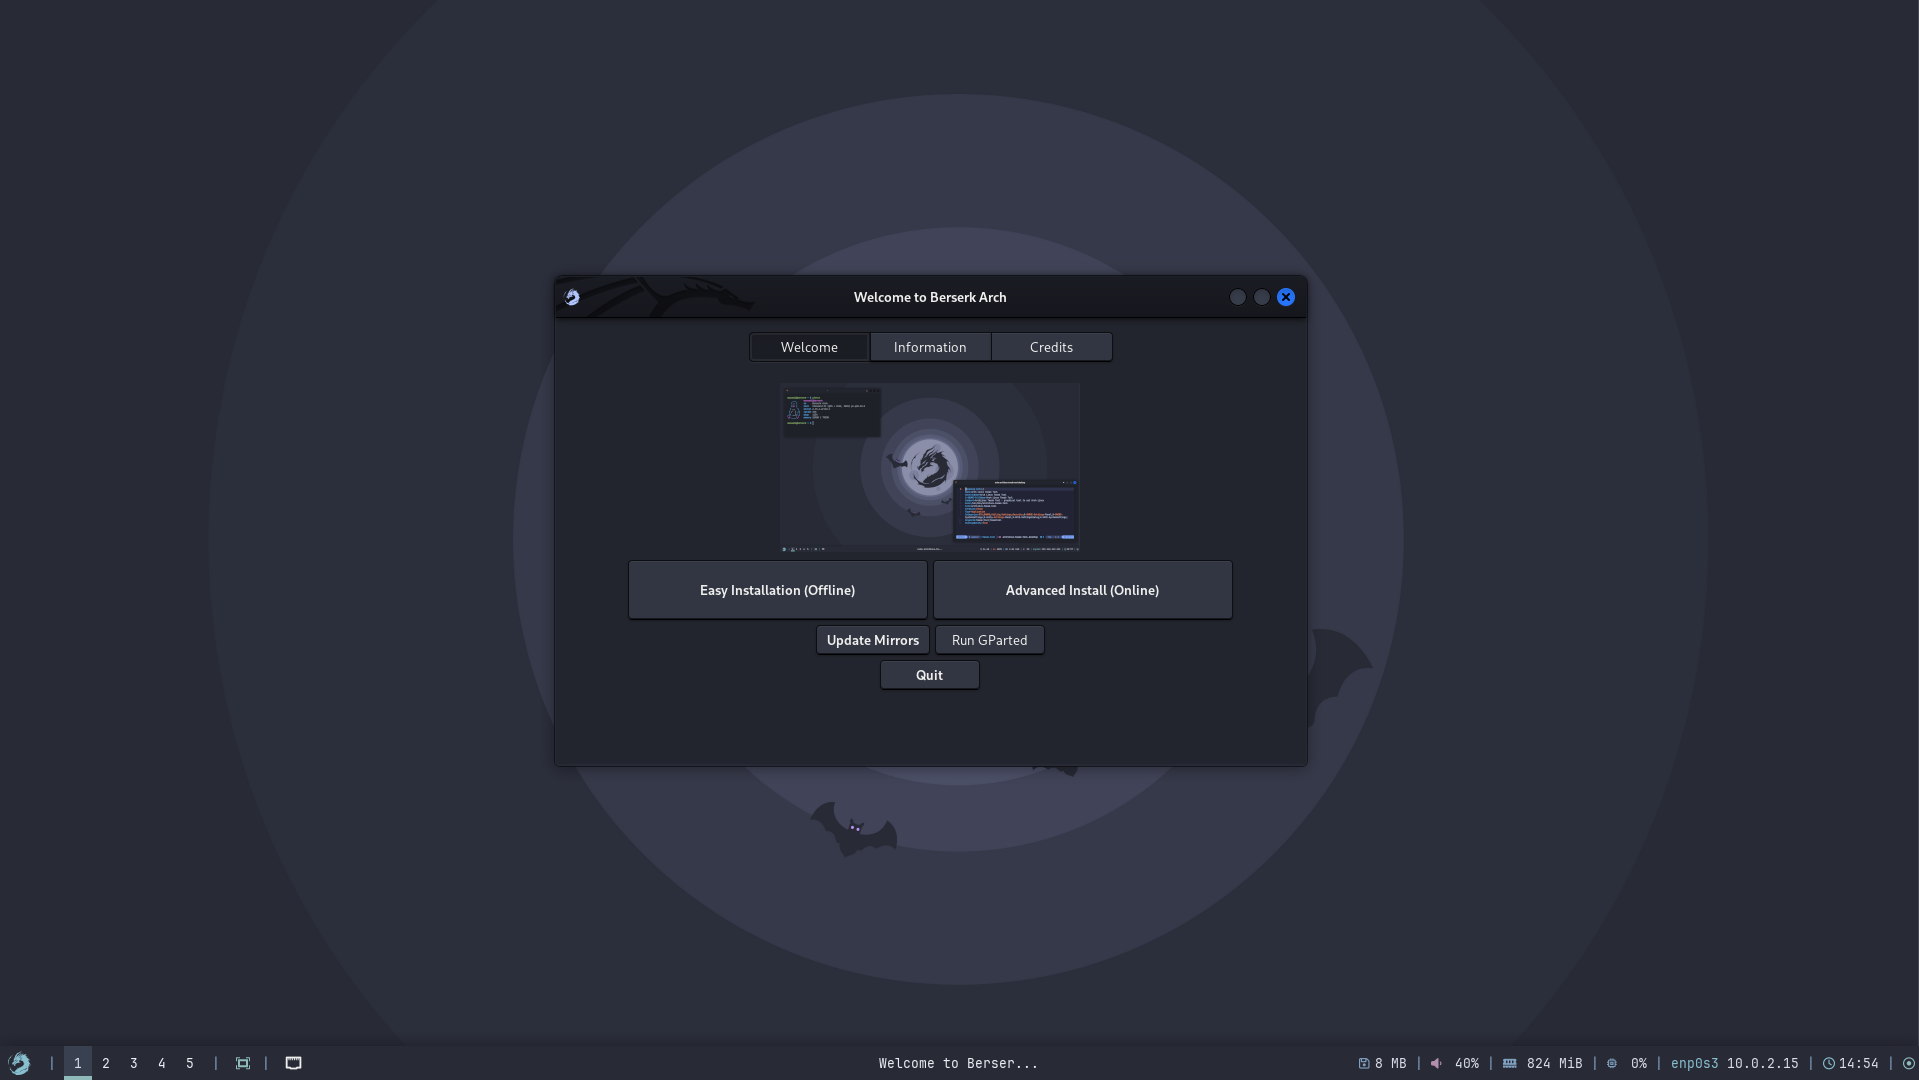 Welcome to Berserk Arch
Welcome Information Credits
Easy Installation (Offline) Advanced Install (Online)
Update Mirrors Run GParted
Quit
| 1 2 3 4 5 | | Welcome to Berser... 8 MB | 40% | 824 MiB | 0% | enp0s3 10.0.2.15 | 14:54 |